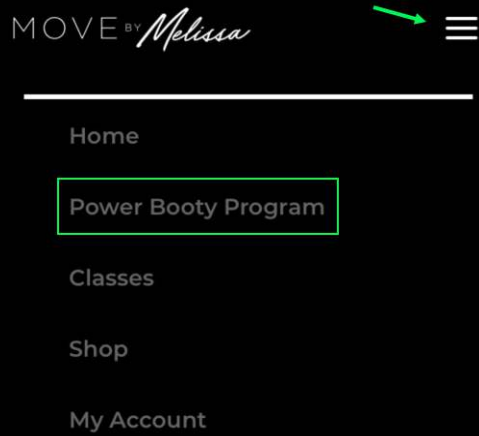 MOVE BY Melissa
Home
Power Booty Program
Classes
Shop
My Account